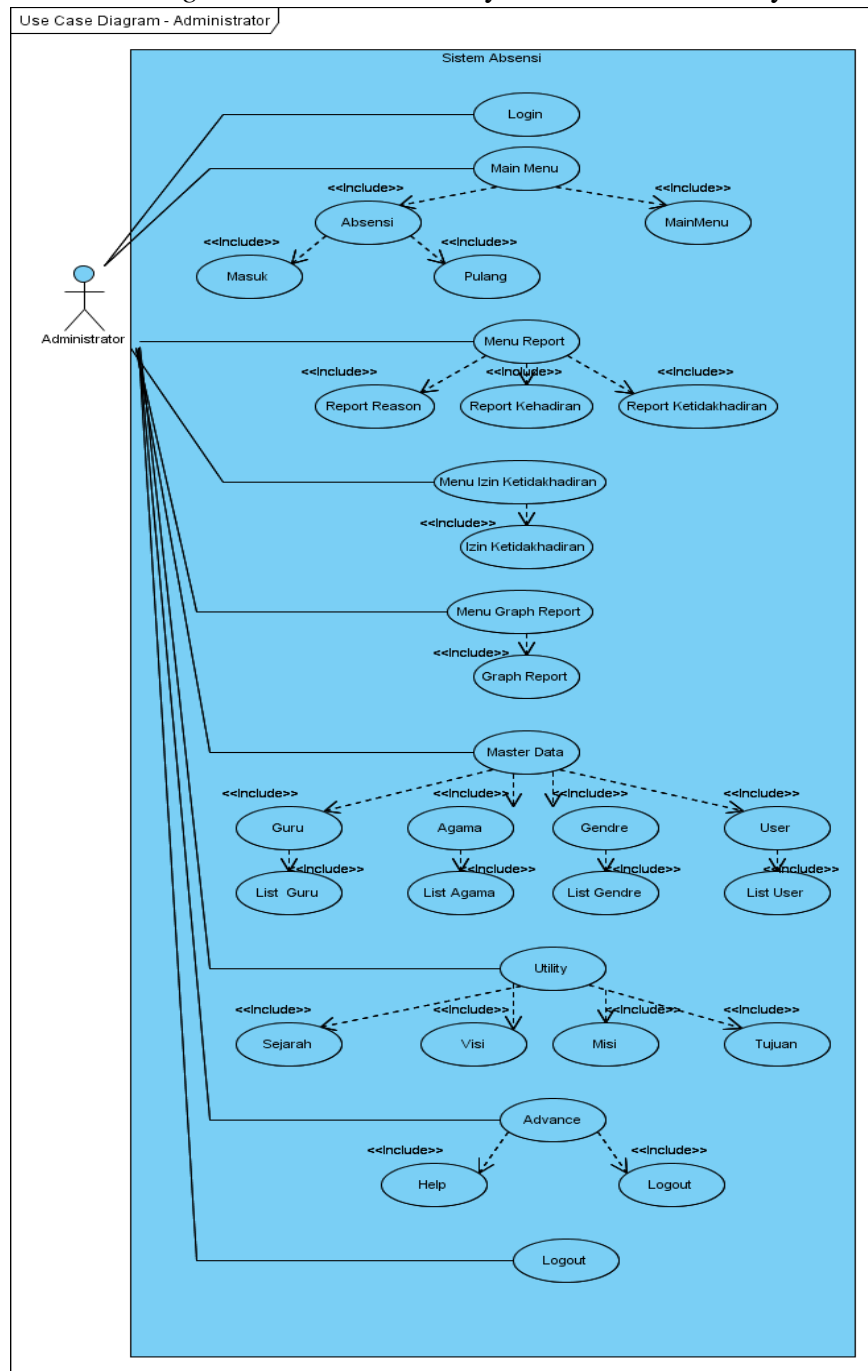 Use Case Diagram - Administrator
Sistem Absensi
Login
Main Menu
<<Include>>
<<Include>>
Absensi
MainMenu
<<Include>>
<<Include>>
Masuk
Pulang
Administrator
Menu Report
<<Include>>
<<Include>>
<<Include>>
Report Reason
Report Kehadiran
Report Ketidakhadiran
Menu Izin Ketidakhadiran
<<Include>>
Izin Ketidakhadiran
Menu Graph Report
<<Include>>
Graph Report
Master Data
<<Include>>
<<Include>>
<<Include>>
<<Include>>
Guru
Agama
Gendre
User
<<Include>>
<<Include>>
<<Include>>
<<Include>>
List Guru
List Agama
List Gendre
List User
Utility
<<Include>>
<<Include>>
<<Include>>
<<Include>>
Sejarah
Visi
Misi
Tujuan
Advance
<<Include>>
<<Include>>
Help
Logout
Logout